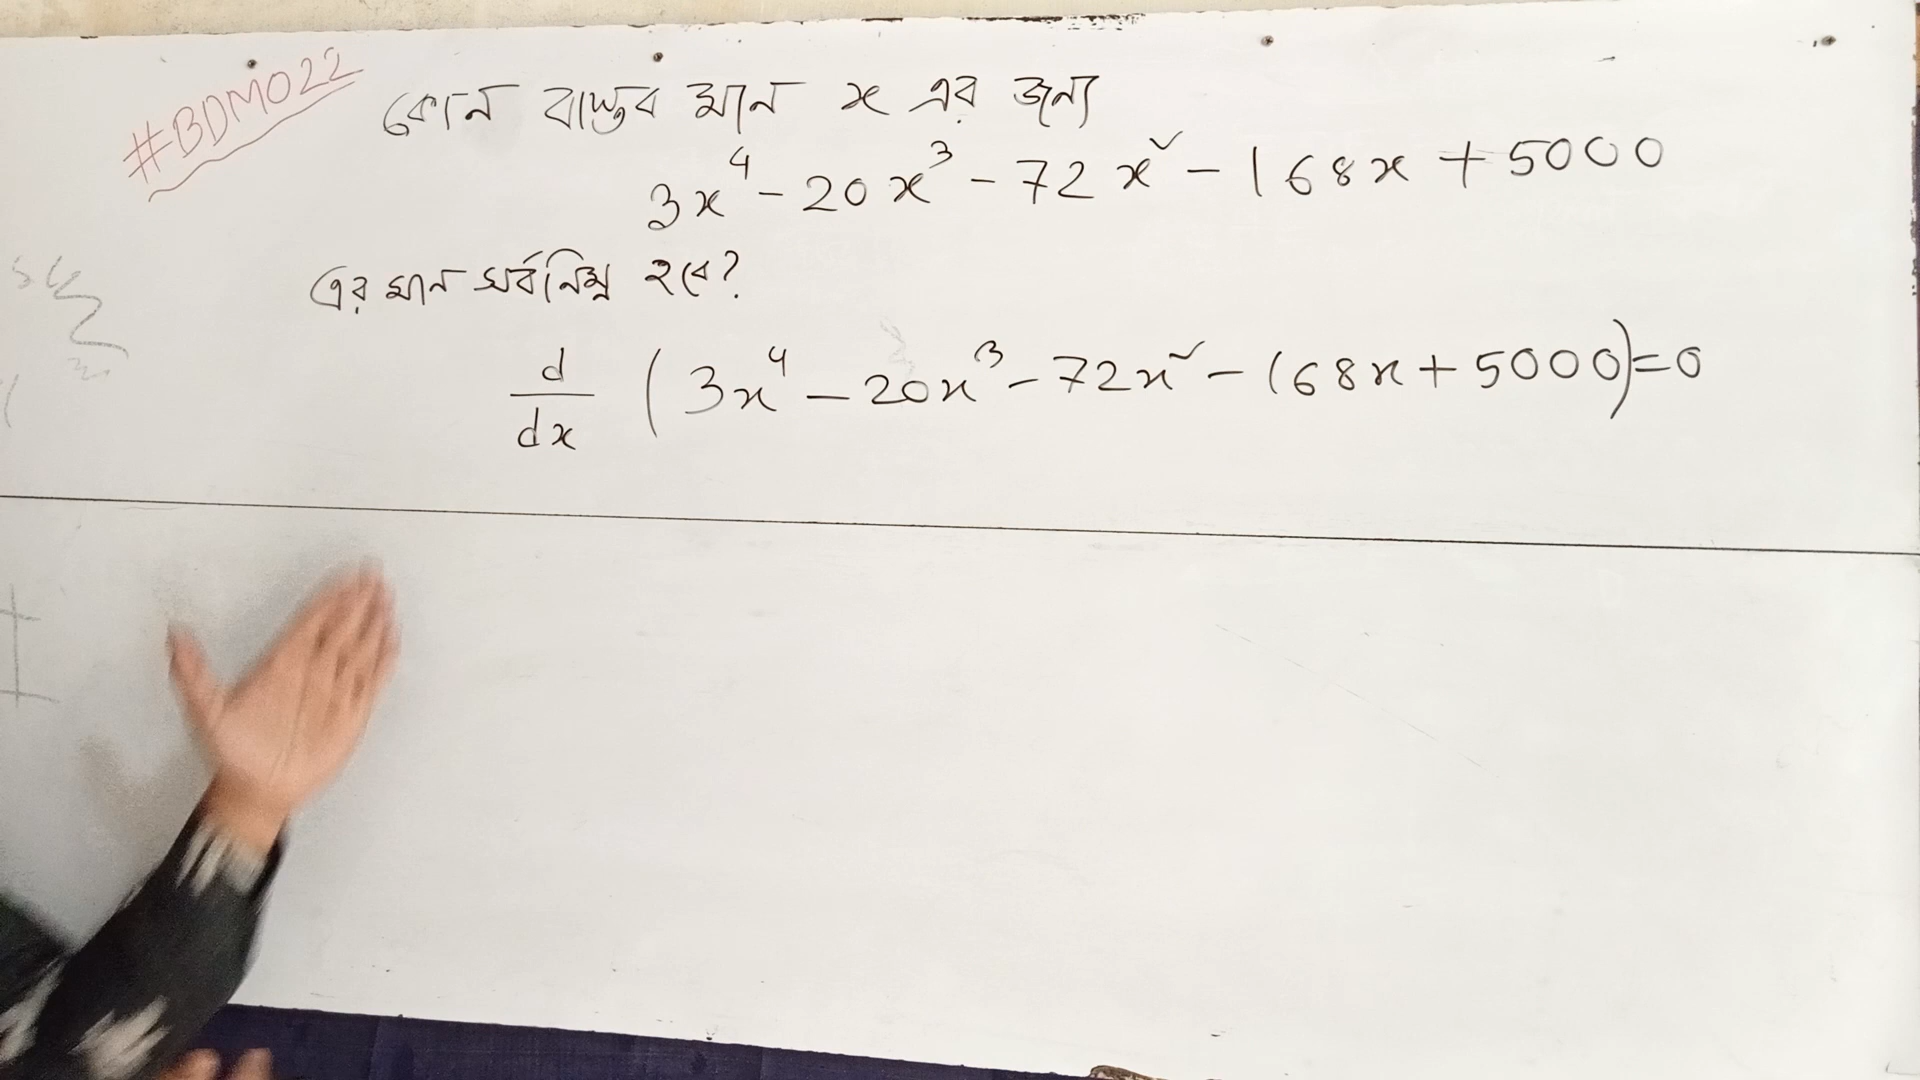 #BDMO22
কোন বাস্তব মান x এর জন্য
3x⁴ - 20x³ - 72x² - 168x + 5000
এর মান সর্বনিম্ন হবে?
d/dx (3x⁴ - 20x³ - 72x² - 168x + 5000) = 0